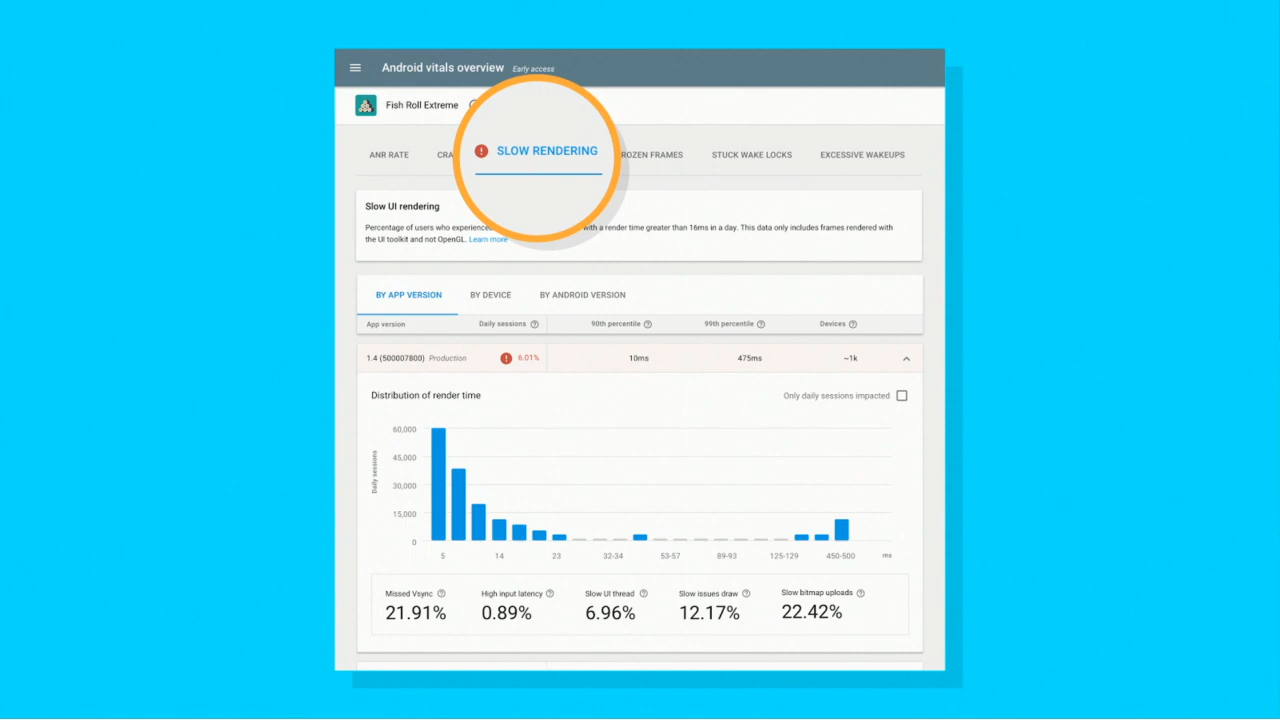 Android vitals overview Early access
Fish Roll Extreme
ANR RATE CRA SLOW RENDERING ROZEN FRAMES STUCK WAKE LOCKS EXCESSIVE WAKEUPS
Slow UI rendering
Percentage of users who experienced with a render time greater than 16ms in a day. This data only includes frames rendered with
the UI toolkit and not OpenGL. Learn more
BY APP VERSION BY DEVICE BY ANDROID VERSION
App version Daily sessions 90th percentile 99th percentile Devices
1.4 (500007800) Production 6.01% 10ms 475ms ~1k
Distribution of render time Only daily sessions impacted
60,000
45,000
30,000
15,000
0
Daily sessions
5 14 23 32-34 53-57 89-93 125-129 450-500 ms
Missed Vsync High input latency Slow UI thread Slow issues draw Slow bitmap uploads
21.91% 0.89% 6.96% 12.17% 22.42%